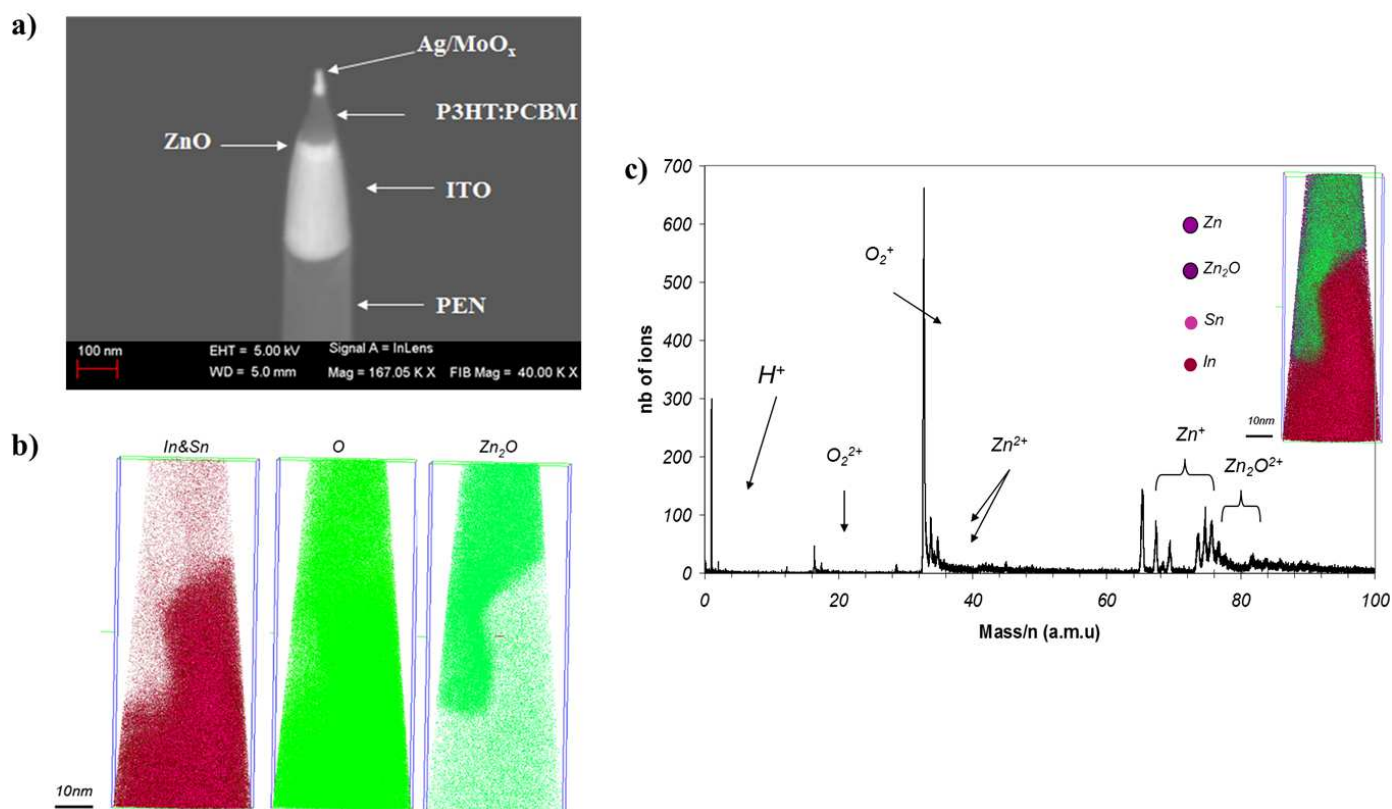 a)
Ag/MoOₓ
P3HT:PCBM
ZnO
ITO
PEN
100 nm
EHT = 5.00 kV
Signal A = InLens
WD = 5.0 mm
Mag = 167.05 K X
FIB Mag = 40.00 K X
b)
In&Sn
O
Zn₂O
10nm
c)
700
600
500
400
300
200
100
0
nb of ions
H⁺
O₂²⁺
O₂⁺
Zn²⁺
Zn⁺
Zn₂O²⁺
Zn
Zn₂O
Sn
In
10nm
0
20
40
60
80
100
Mass/n (a.m.u)